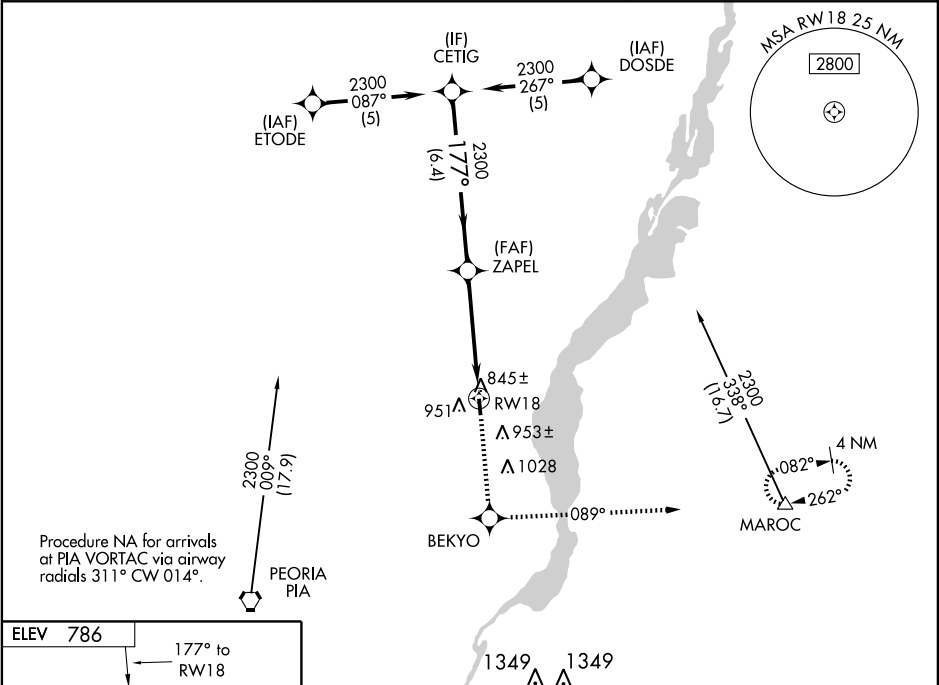 MSA RW18 25 NM
2800
(IF)
CETIG
(IAF)
DOSDE
2300
087°
(5)
2300
267°
(5)
(IAF)
ETODE
2300
177°
(6.4)
(FAF)
ZAPEL
845±
951
RW18
953±
1028
2300
338°
(16.7)
4 NM
082°
262°
MAROC
2300
009°
(17.9)
089°
BEKYO
Procedure NA for arrivals
at PIA VORTAC via airway
radials 311° CW 014°.
PEORIA
PIA
ELEV 786
177° to
RW18
1349
1349